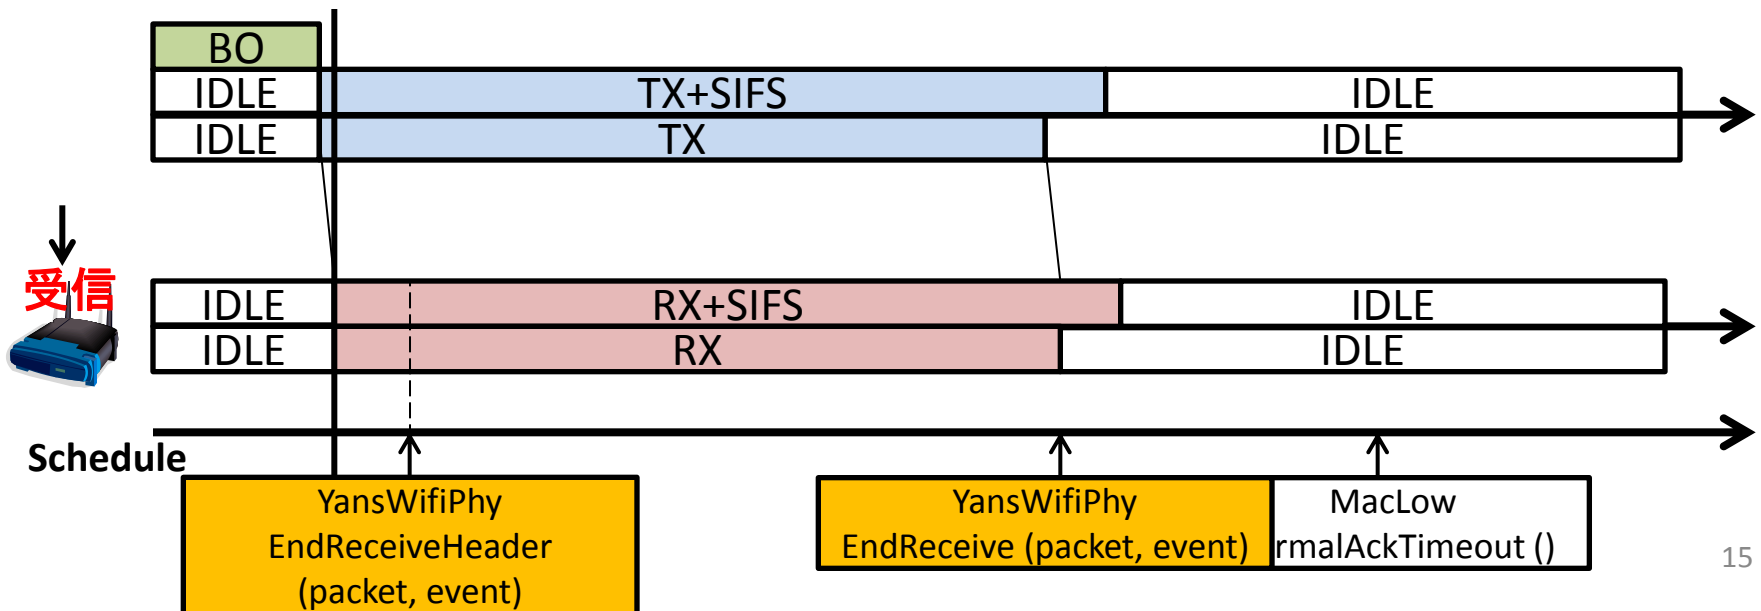 BO
IDLE TX+SIFS IDLE
IDLE TX IDLE
受信
IDLE RX+SIFS IDLE
IDLE RX IDLE
Schedule
YansWifiPhy
EndReceiveHeader
(packet, event)
YansWifiPhy
EndReceive (packet, event)
MacLow
rmalAckTimeout ()
15